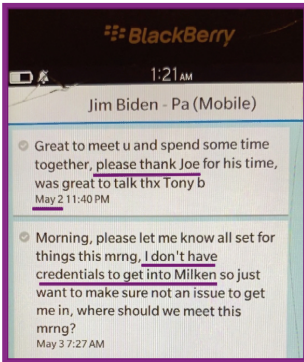 BlackBerry
1:21 AM
Jim Biden - Pa (Mobile)
Great to meet u and spend some time
together, please thank Joe for his time,
was great to talk thx Tony b
May 2 11:40 PM
Morning, please let me know all set for
things this mrng, I don't have
credentials to get into Milken so just
want to make sure not an issue to get
me in, where should we meet this
mrng?
May 3 7:27 AM